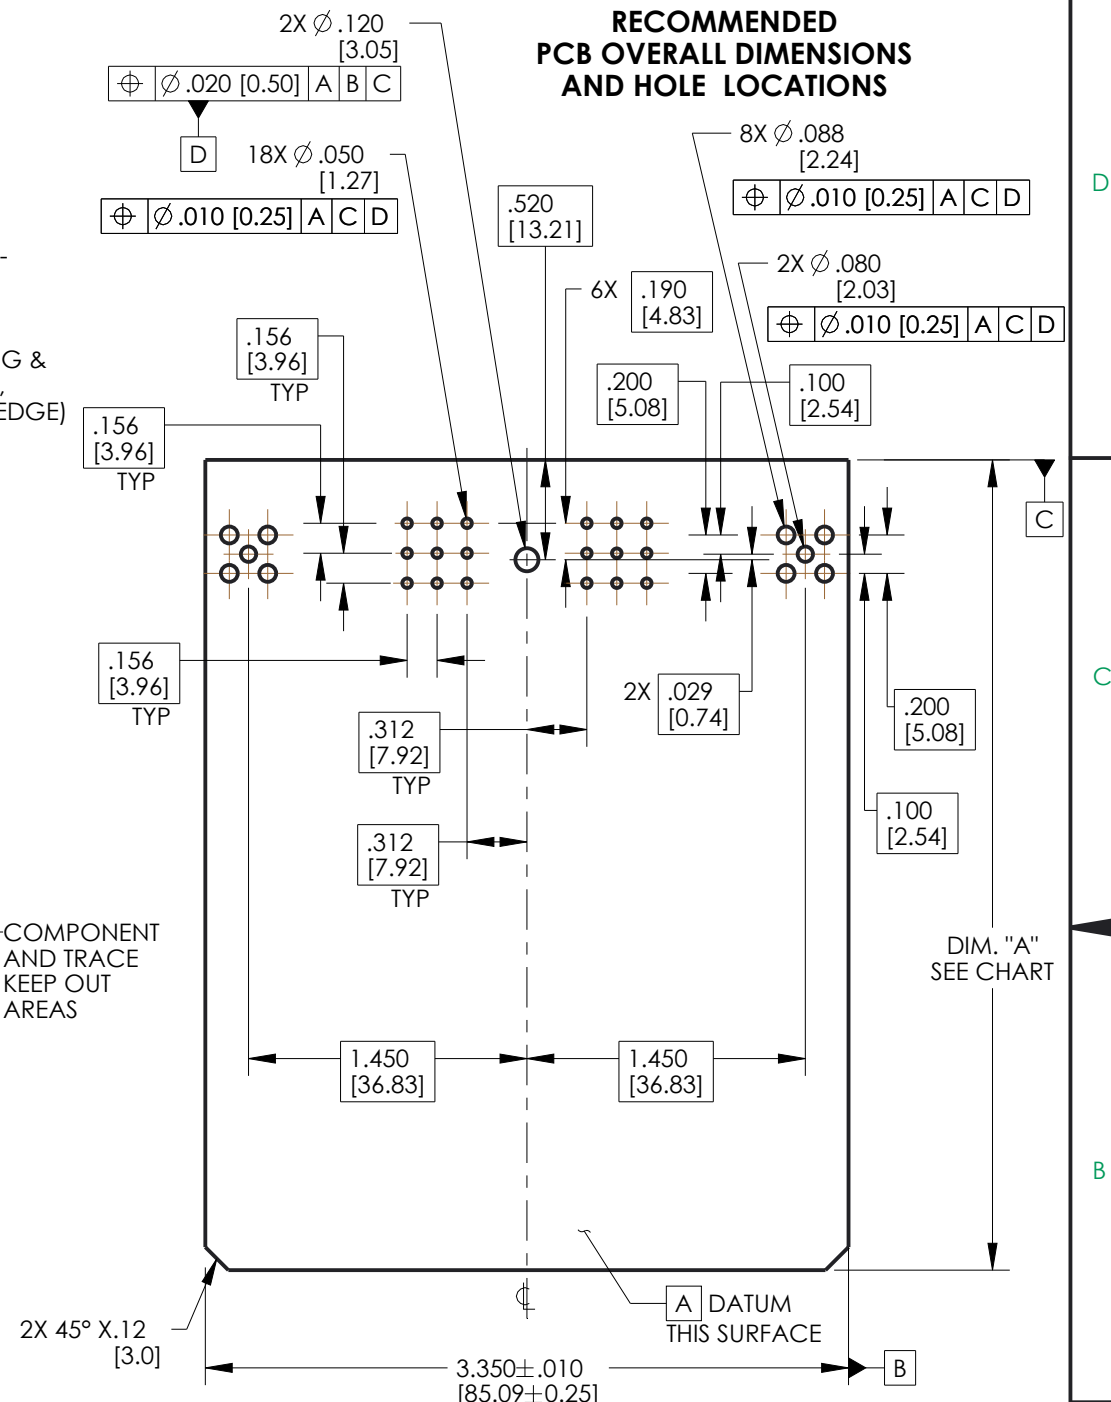 RECOMMENDED
PCB OVERALL DIMENSIONS
AND HOLE LOCATIONS
2X ∅ .120
[3.05]
⌖ ∅ .020 [0.50] A B C
D
18X ∅ .050
[1.27]
⌖ ∅ .010 [0.25] A C D
8X ∅ .088
[2.24]
⌖ ∅ .010 [0.25] A C D
2X ∅ .080
[2.03]
⌖ ∅ .010 [0.25] A C D
D
.520
[13.21]
6X .190
[4.83]
G &
EDGE)
.156
[3.96]
TYP
.156
[3.96]
TYP
.200
[5.08]
.100
[2.54]
C
.156
[3.96]
TYP
.312
[7.92]
TYP
.312
[7.92]
TYP
2X .029
[0.74]
.200
[5.08]
.100
[2.54]
C
COMPONENT
AND TRACE
KEEP OUT
AREAS
DIM. "A"
SEE CHART
1.450
[36.83]
1.450
[36.83]
B
℄
A DATUM
THIS SURFACE
2X 45° X.12
[3.0]
3.350±.010
[85.09±0.25]
B